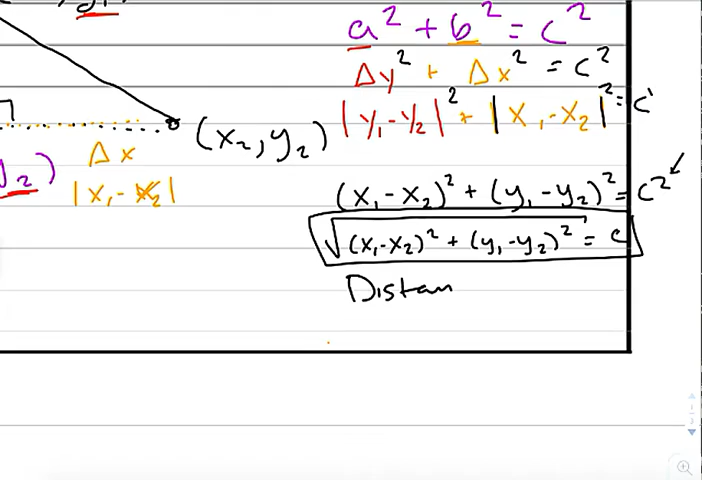 a² + b² = c²
Δy² + Δx² = c²
|y₁-y₂|² + |x₁-x₂|² = c
(x₂, y₂)
Δx
|x₁-x₂|
y₂)
(x₁-x₂)² + (y₁-y₂)² = c²
√(x₁-x₂)² + (y₁-y₂)² = c
Distan